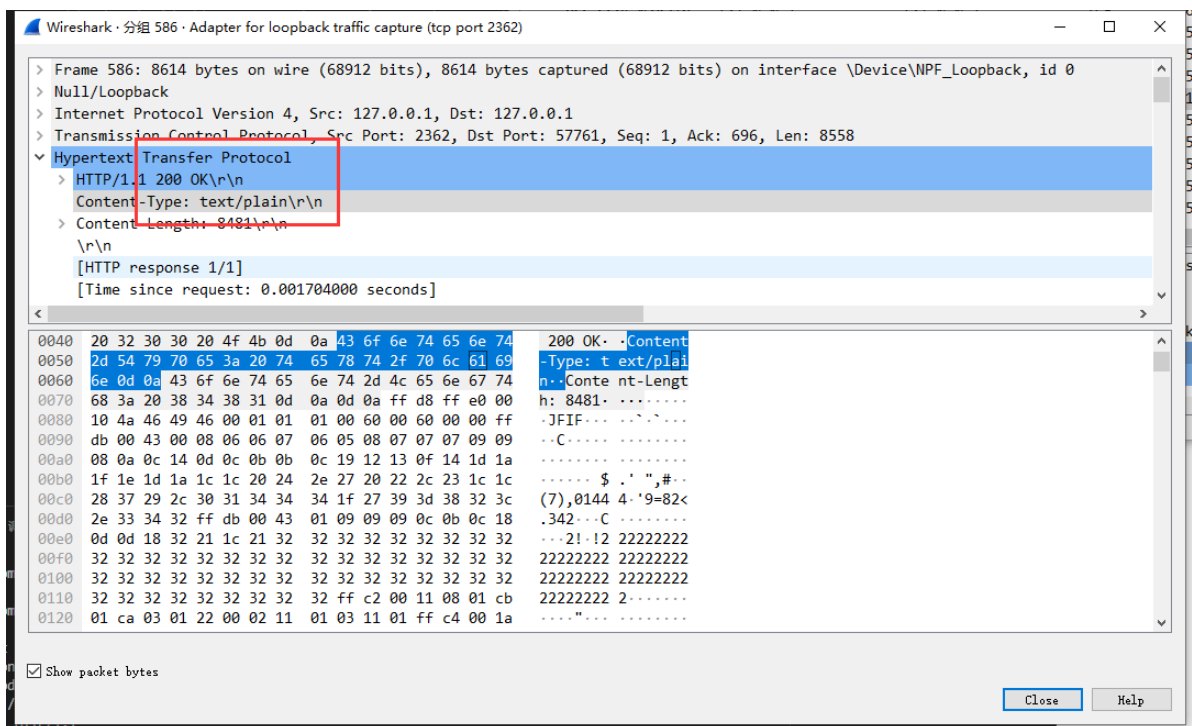 Wireshark · 分组 586 · Adapter for loopback traffic capture (tcp port 2362)
Frame 586: 8614 bytes on wire (68912 bits), 8614 bytes captured (68912 bits) on interface \Device\NPF_Loopback, id 0
Null/Loopback
Internet Protocol Version 4, Src: 127.0.0.1, Dst: 127.0.0.1
Transmission Control Protocol, Src Port: 2362, Dst Port: 57761, Seq: 1, Ack: 696, Len: 8558
Hypertext Transfer Protocol
HTTP/1.1 200 OK\r\n
Content-Type: text/plain\r\n
Content-Length: 8481\r\n
\r\n
[HTTP response 1/1]
[Time since request: 0.001704000 seconds]
0040 20 32 30 30 20 4f 4b 0d 0a 43 6f 6e 74 65 6e 74 200 OK· ·Content
0050 2d 54 79 70 65 3a 20 74 65 78 74 2f 70 6c 61 69 -Type: t ext/plai
0060 6e 0d 0a 43 6f 6e 74 65 6e 74 2d 4c 65 6e 67 74 n··Conte nt-Lengt
0070 68 3a 20 38 34 38 31 0d 0a 0d 0a ff d8 ff e0 00 h: 8481· ········
0080 10 4a 46 49 46 00 01 01 01 00 60 00 60 00 00 ff ·JFIF··· ··`·`···
0090 db 00 43 00 08 06 06 07 06 05 08 07 07 07 09 09 ··C····· ········
00a0 08 0a 0c 14 0d 0c 0b 0b 0c 19 12 13 0f 14 1d 1a ········ ········
00b0 1f 1e 1d 1a 1c 1c 20 24 2e 27 20 22 2c 23 1c 1c ······ $ .' ",#··
00c0 28 37 29 2c 30 31 34 34 34 1f 27 39 3d 38 32 3c (7),0144 4·'9=82<
00d0 2e 33 34 32 ff db 00 43 01 09 09 09 0c 0b 0c 18 .342···C ········
00e0 0d 0d 18 32 21 1c 21 32 32 32 32 32 32 32 32 32 ···2!·!2 22222222
00f0 32 32 32 32 32 32 32 32 32 32 32 32 32 32 32 32 22222222 22222222
0100 32 32 32 32 32 32 32 32 32 32 32 32 32 32 32 32 22222222 22222222
0110 32 32 32 32 32 32 32 32 32 ff c2 00 11 08 01 cb 22222222 2·······
0120 01 ca 03 01 22 00 02 11 01 03 11 01 ff c4 00 1a ····"··· ········
Show packet bytes
Close Help